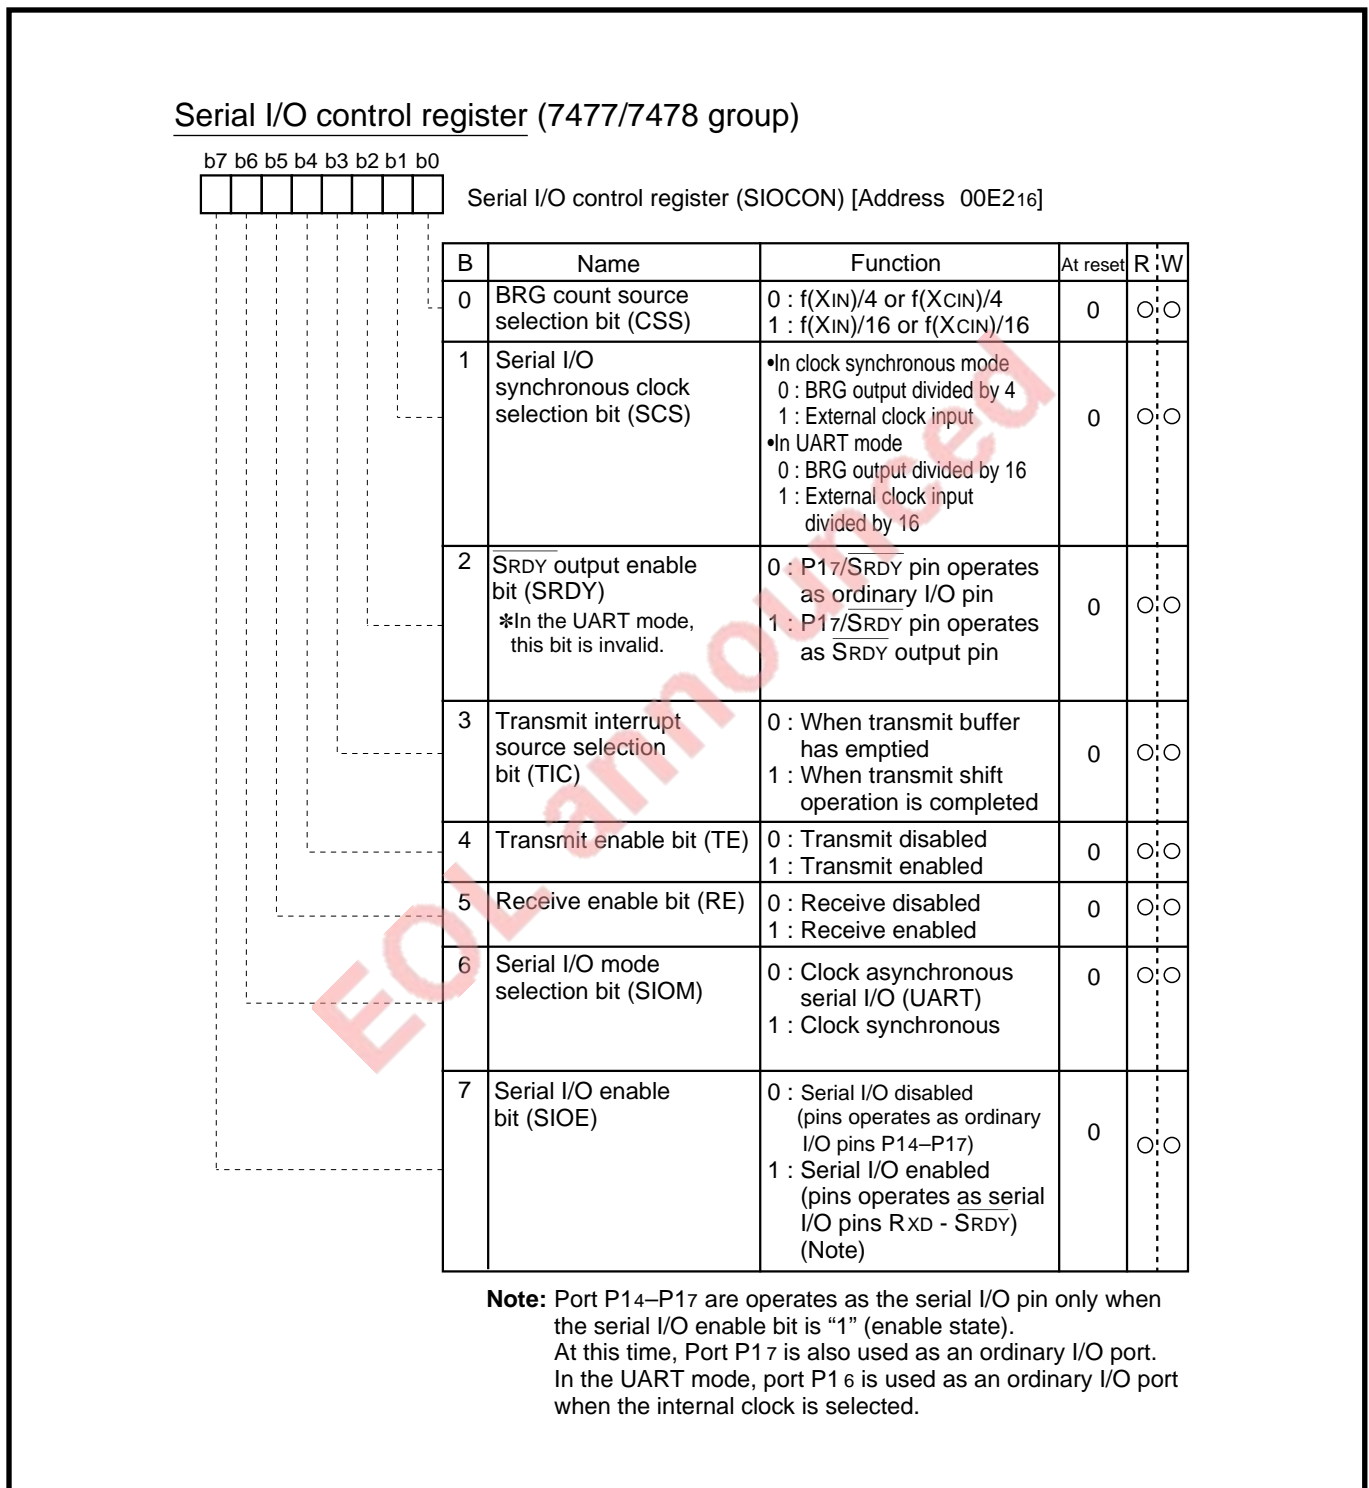 Serial I/O control register (7477/7478 group)
b7 b6 b5 b4 b3 b2 b1 b0
Serial I/O control register (SIOCON) [Address 00E216]
B Name Function At reset R W
0 BRG count source selection bit (CSS)
0 : f(XIN)/4 or f(XCIN)/4
1 : f(XIN)/16 or f(XCIN)/16
0
1 Serial I/O
synchronous clock
selection bit (SCS)
•In clock synchronous mode
0 : BRG output divided by 4
1 : External clock input
•In UART mode
0 : BRG output divided by 16
1 : External clock input
divided by 16
0
2 SRDY output enable
bit (SRDY)
✽In the UART mode,
this bit is invalid.
0 : P17/SRDY pin operates
as ordinary I/O pin
1 : P17/SRDY pin operates
as SRDY output pin
0
3 Transmit interrupt
source selection
bit (TIC)
0 : When transmit buffer
has emptied
1 : When transmit shift
operation is completed
0
4 Transmit enable bit (TE)
0 : Transmit disabled
1 : Transmit enabled
0
5 Receive enable bit (RE)
0 : Receive disabled
1 : Receive enabled
0
6 Serial I/O mode
selection bit (SIOM)
0 : Clock asynchronous
serial I/O (UART)
1 : Clock synchronous
0
7 Serial I/O enable
bit (SIOE)
0 : Serial I/O disabled
(pins operates as ordinary
I/O pins P14–P17)
1 : Serial I/O enabled
(pins operates as serial
I/O pins RXD - SRDY)
(Note)
0
Note: Port P14–P17 are operates as the serial I/O pin only when
the serial I/O enable bit is “1” (enable state).
At this time, Port P17 is also used as an ordinary I/O port.
In the UART mode, port P16 is used as an ordinary I/O port
when the internal clock is selected.
EOL announced